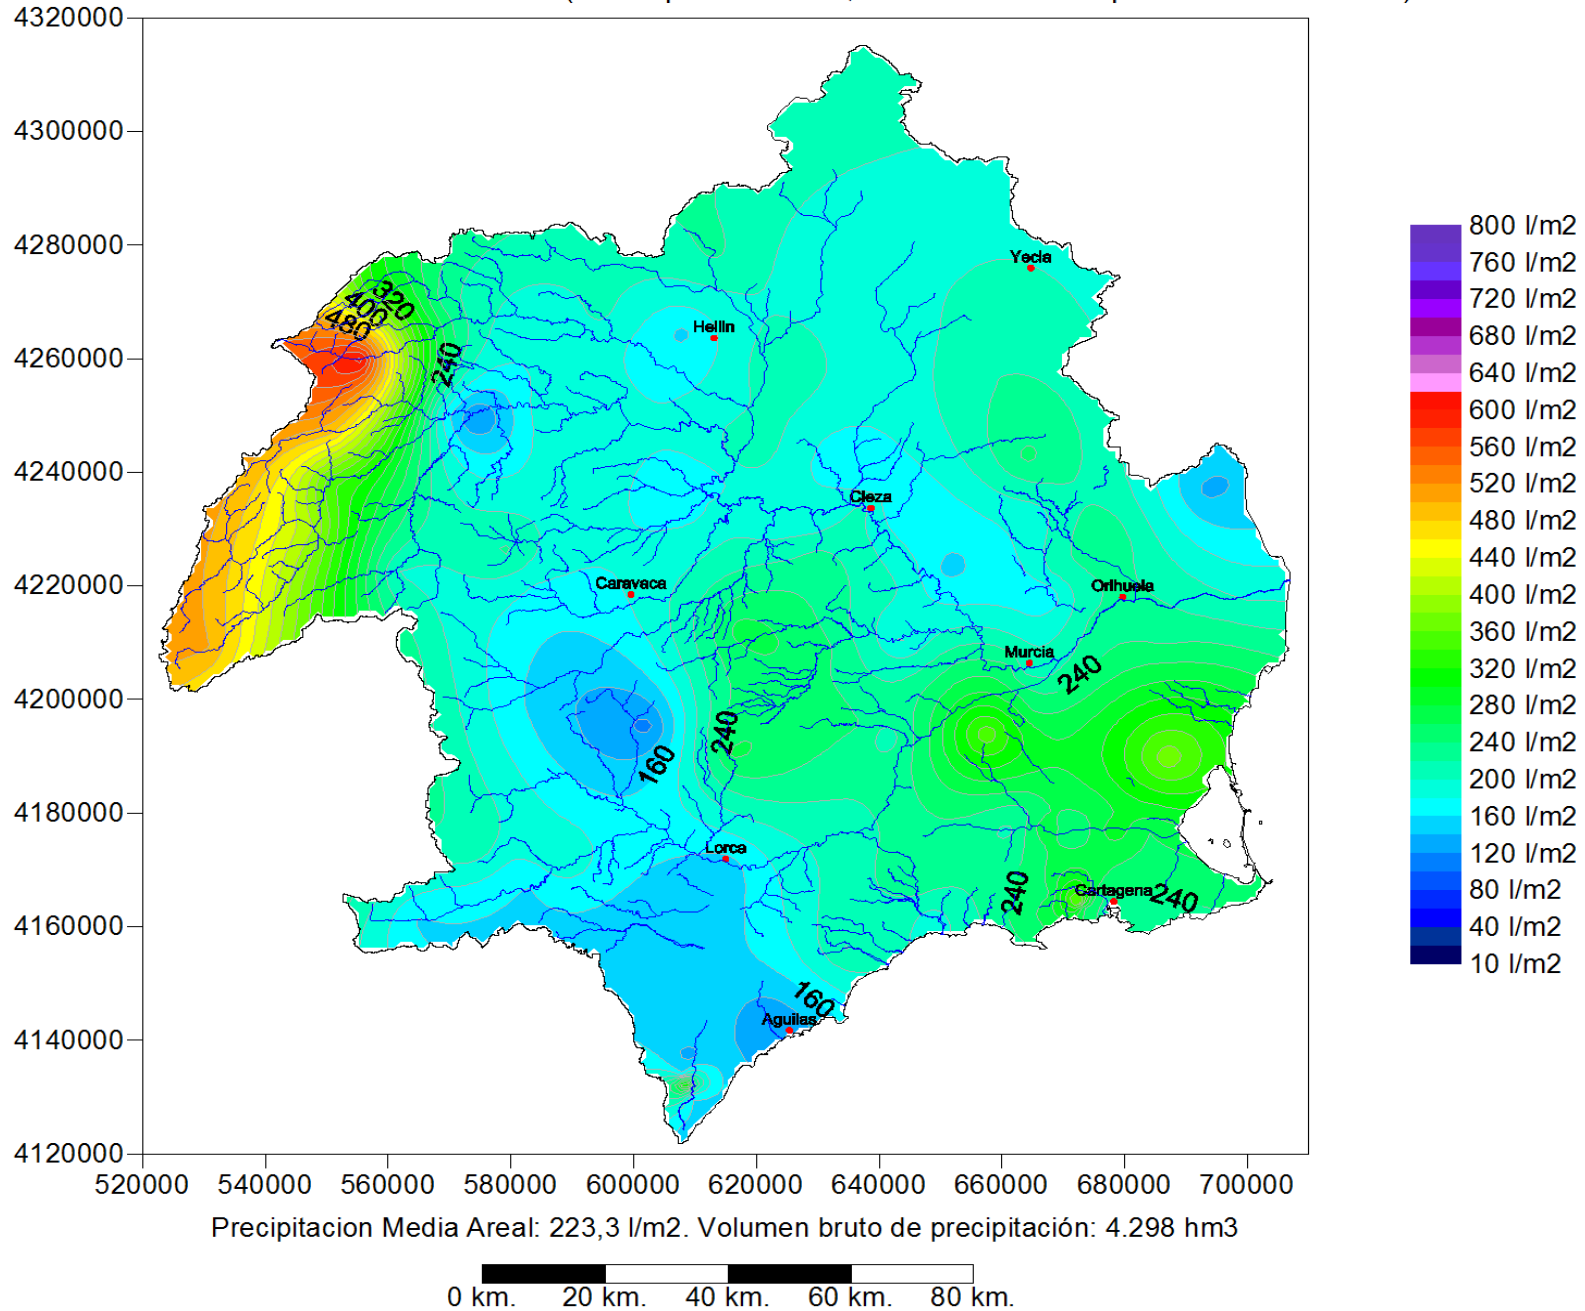 4320000
4300000
4280000
4260000
4240000
4220000
4200000
4180000
4160000
4140000
4120000
520000 540000 560000 580000 600000 620000 640000 660000 680000 700000
320
400
480
240
Yecla
Hellin
Cieza
Caravaca
Orihuela
Murcia
240
240
160
Lorca
240
Cartagena
240
160
Aguilas
800 l/m2
760 l/m2
720 l/m2
680 l/m2
640 l/m2
600 l/m2
560 l/m2
520 l/m2
480 l/m2
440 l/m2
400 l/m2
360 l/m2
320 l/m2
280 l/m2
240 l/m2
200 l/m2
160 l/m2
120 l/m2
80 l/m2
40 l/m2
10 l/m2
Precipitacion Media Areal: 223,3 l/m2. Volumen bruto de precipitación: 4.298 hm3
0 km. 20 km. 40 km. 60 km. 80 km.